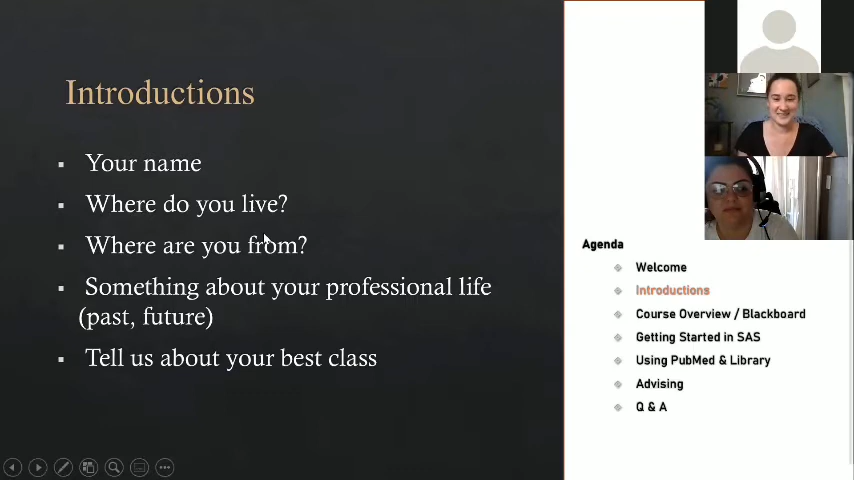 Introductions
Your name
Where do you live?
Where are you from?
Something about your professional life
(past, future)
Tell us about your best class
Agenda
Welcome
Introductions
Course Overview / Blackboard
Getting Started in SAS
Using PubMed & Library
Advising
Q & A